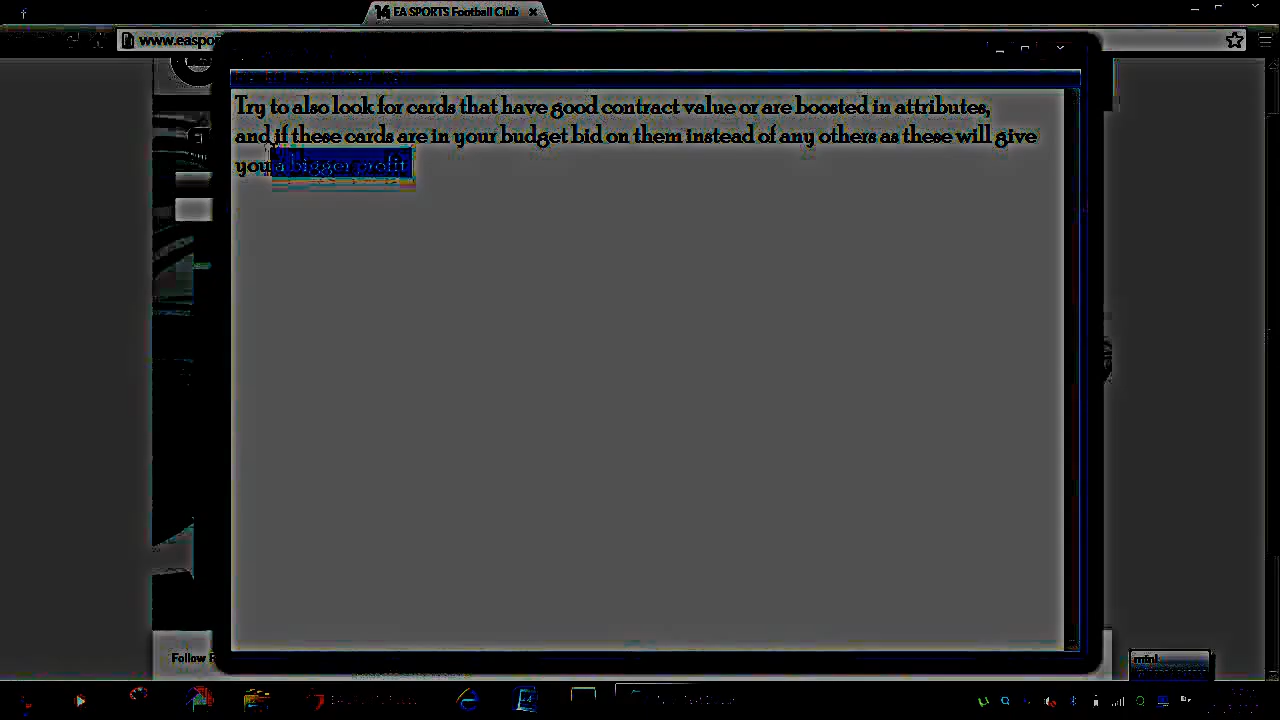 EA SPORTS Football Club
www.easpo
Try to also look for cards that have good contract value or are boosted in attributes,
and if these cards are in your budget bid on them instead of any others as these will give
you a bigger profit
Follow F